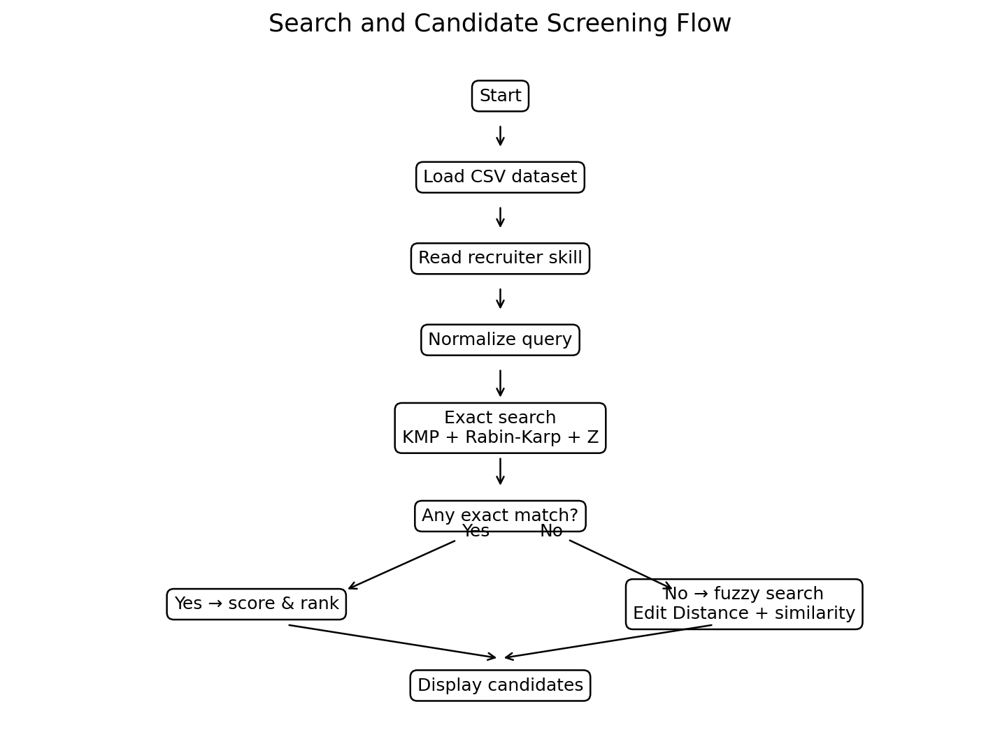 Search and Candidate Screening Flow
Start
Load CSV dataset
Read recruiter skill
Normalize query
Exact search
KMP + Rabin-Karp + Z
Any exact match?
Yes
No
Yes → score & rank
No → fuzzy search
Edit Distance + similarity
Display candidates